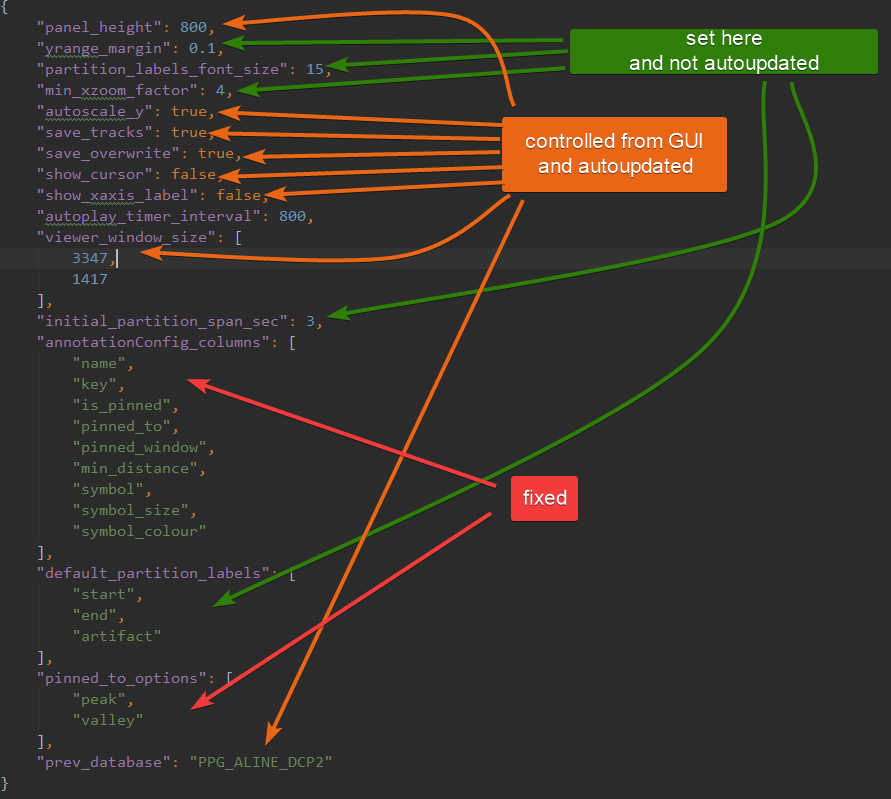 {
"panel_height": 800,
"yrange_margin": 0.1,
"partition_labels_font_size": 15,
"min_xzoom_factor": 4,
"autoscale_y": true,
"save_tracks": true,
"save_overwrite": true,
"show_cursor": false,
"show_xaxis_label": false,
"autoplay_timer_interval": 800,
"viewer_window_size": [
3347,
1417
],
"initial_partition_span_sec": 3,
"annotationConfig_columns": [
"name",
"key",
"is_pinned",
"pinned_to",
"pinned_window",
"min_distance",
"symbol",
"symbol_size",
"symbol_colour"
],
"default_partition_labels": [
"start",
"end",
"artifact"
],
"pinned_to_options": [
"peak",
"valley"
],
"prev_database": "PPG_ALINE_DCP2"
}
set here
and not autoupdated
controlled from GUI
and autoupdated
fixed